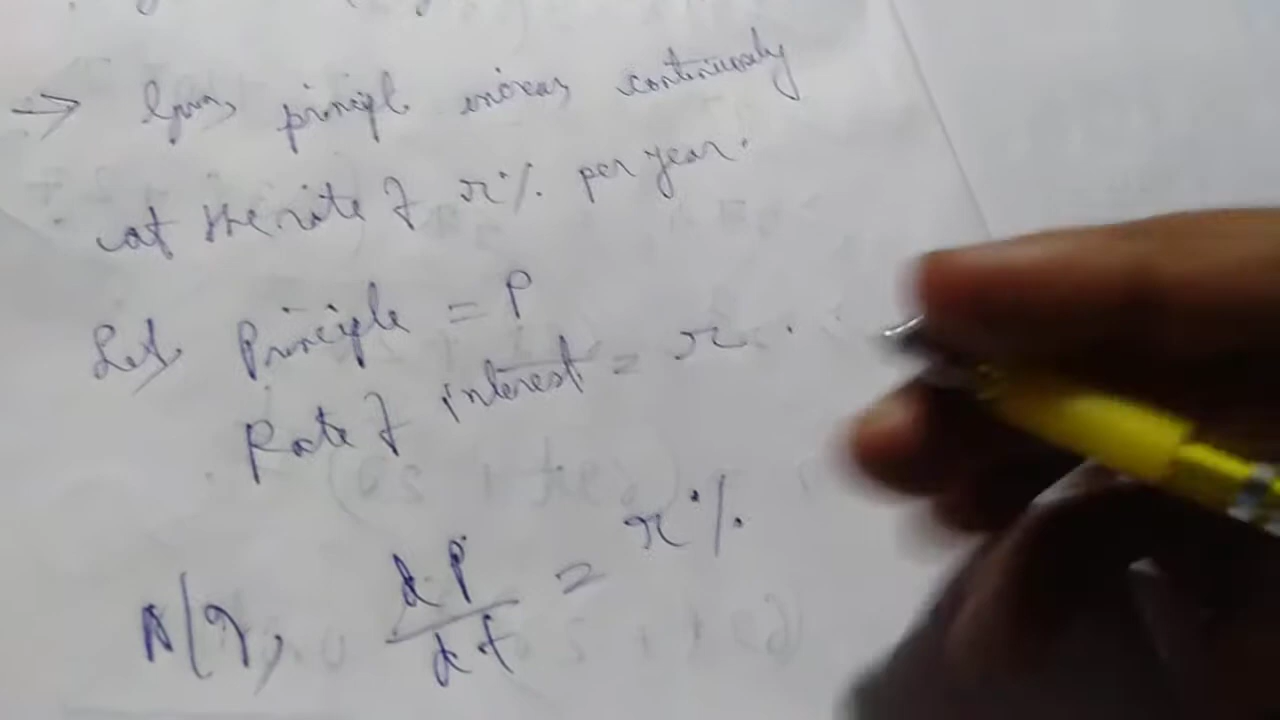 → Given, principle increases continuously
at the rate of r% per year.
Let, Principle = P
Rate of interest = r.
A/q, dP/dt = r%